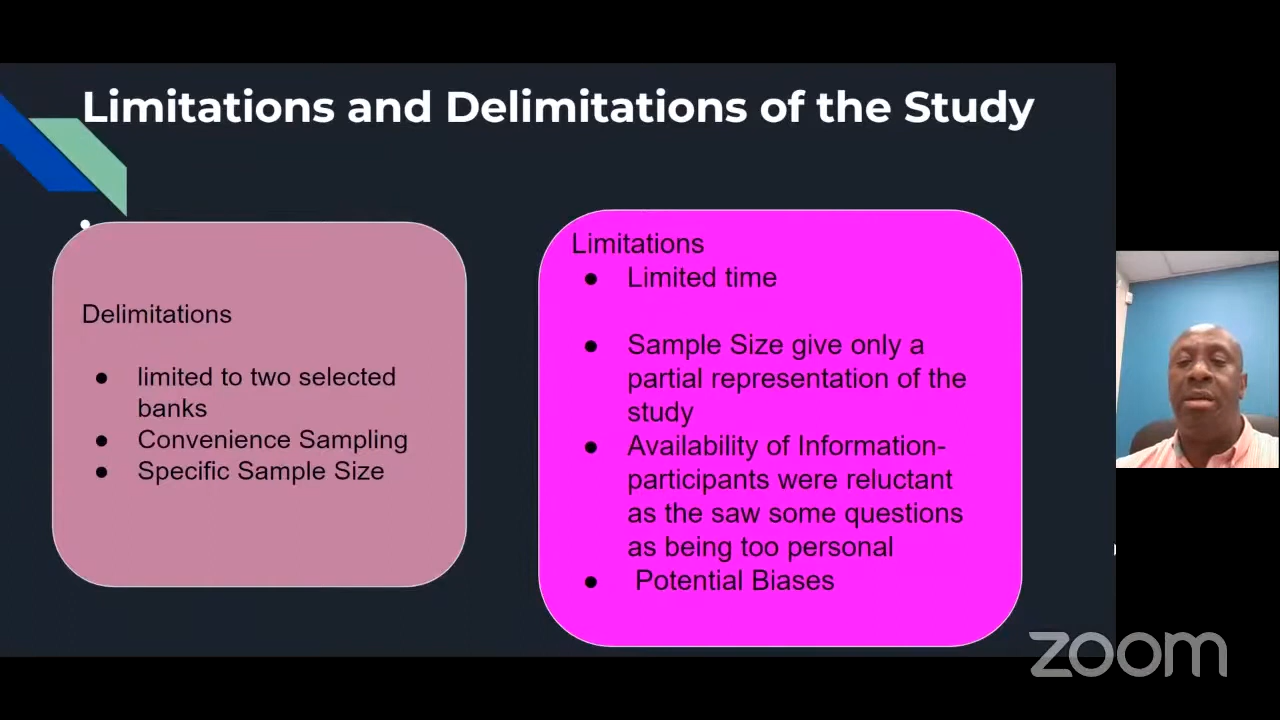 Limitations and Delimitations of the Study
Delimitations
● limited to two selected
banks
● Convenience Sampling
● Specific Sample Size
Limitations
● Limited time
● Sample Size give only a
partial representation of the
study
● Availability of Information-
participants were reluctant
as the saw some questions
as being too personal
● Potential Biases
zoom